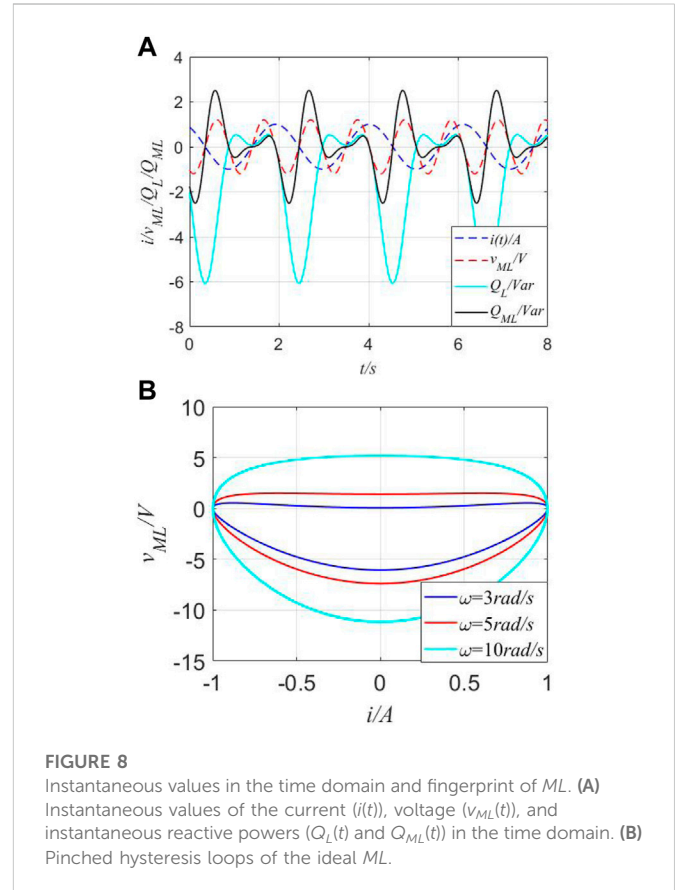 A
4
2
0
-2
-4
-6
-8
i/v_ML/Q_L/Q_ML
i(t)/A
v_ML/V
Q_L/Var
Q_ML/Var
0 2 4 6 8
t/s
B
10
5
0
-5
-10
-15
v_ML/V
ω=3rad/s
ω=5rad/s
ω=10rad/s
-1 -0.5 0 0.5 1
i/A
FIGURE 8
Instantaneous values in the time domain and fingerprint of ML. (A)
Instantaneous values of the current (i(t)), voltage (v_ML(t)), and
instantaneous reactive powers (Q_L(t) and Q_ML(t)) in the time domain. (B)
Pinched hysteresis loops of the ideal ML.